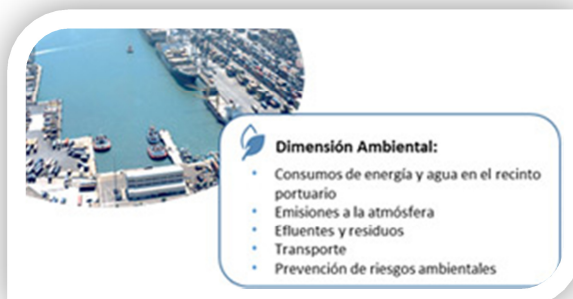 Dimensión Ambiental:
• Consumos de energía y agua en el recinto
portuario
• Emisiones a la atmósfera
• Efluentes y residuos
• Transporte
• Prevención de riesgos ambientales